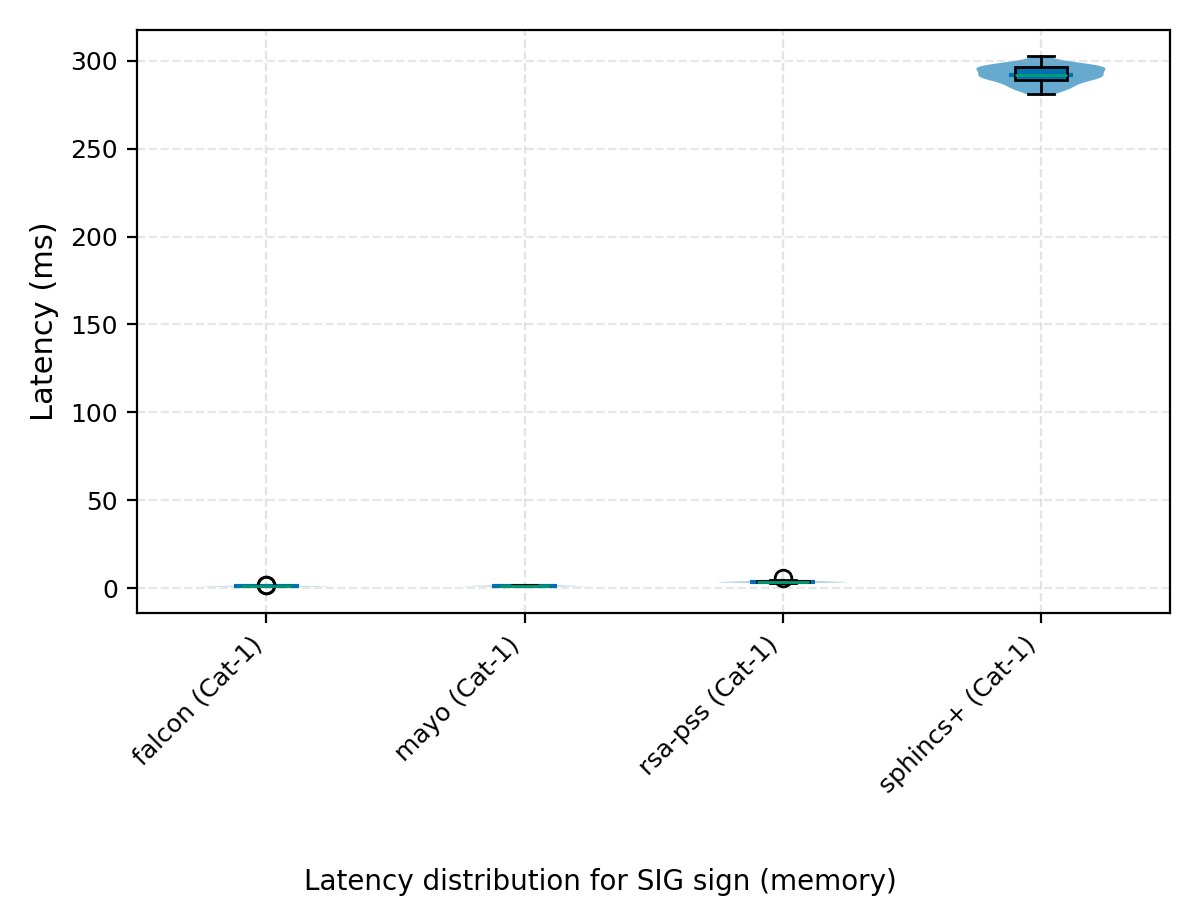 300
250
200
150
100
50
0
Latency (ms)
falcon (Cat-1)
mayo (Cat-1)
rsa-pss (Cat-1)
sphincs+ (Cat-1)
Latency distribution for SIG sign (memory)